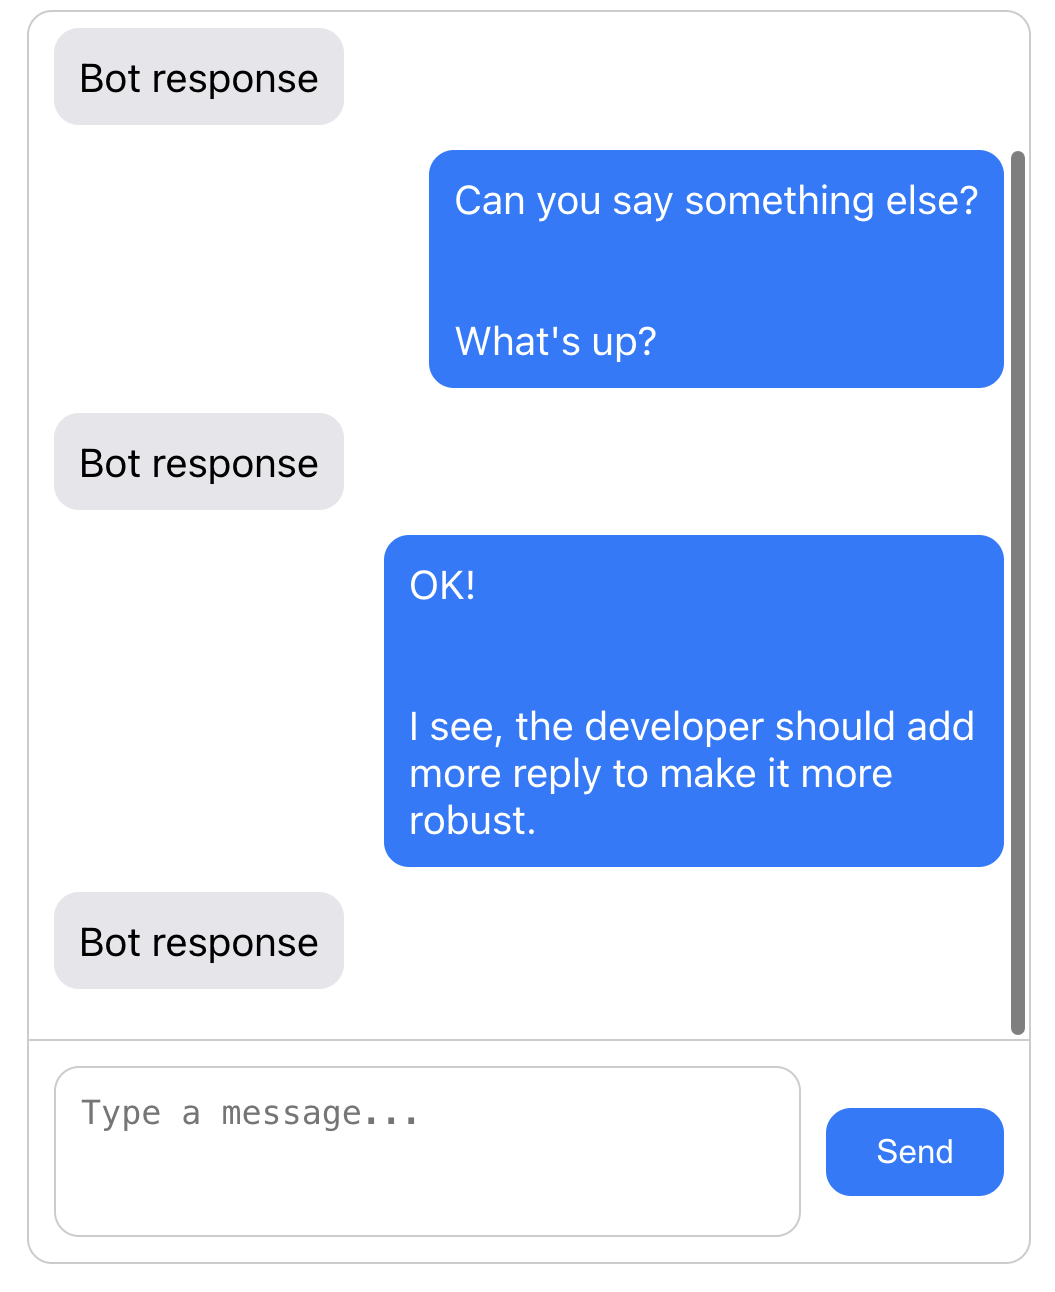 Bot response
Can you say something else?
What's up?
Bot response
OK!
I see, the developer should add
more reply to make it more
robust.
Bot response
Type a message...
Send